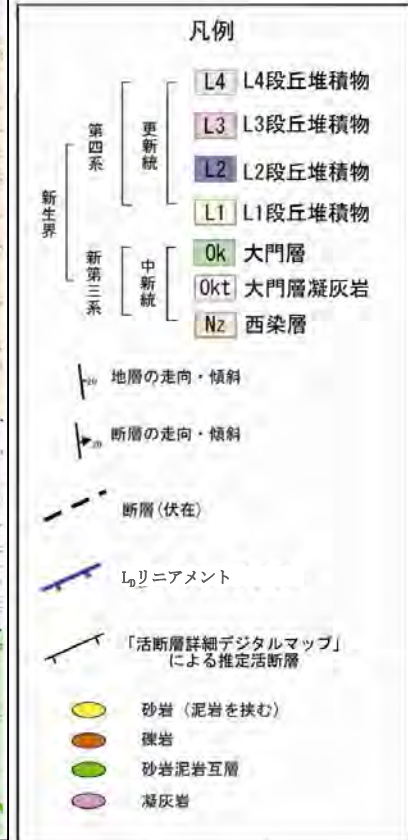 凡例
新生界
第四系
更新統
L4 L4段丘堆積物
L3 L3段丘堆積物
L2 L2段丘堆積物
L1 L1段丘堆積物
新第三系
中新統
Ok 大門層
Okt 大門層凝灰岩
Nz 西染層
20 地層の走向・傾斜
20 断層の走向・傾斜
断層(伏在)
LDリニアメント
「活断層詳細デジタルマップ」
による推定活断層
砂岩（泥岩を挟む）
礫岩
砂岩泥岩互層
凝灰岩